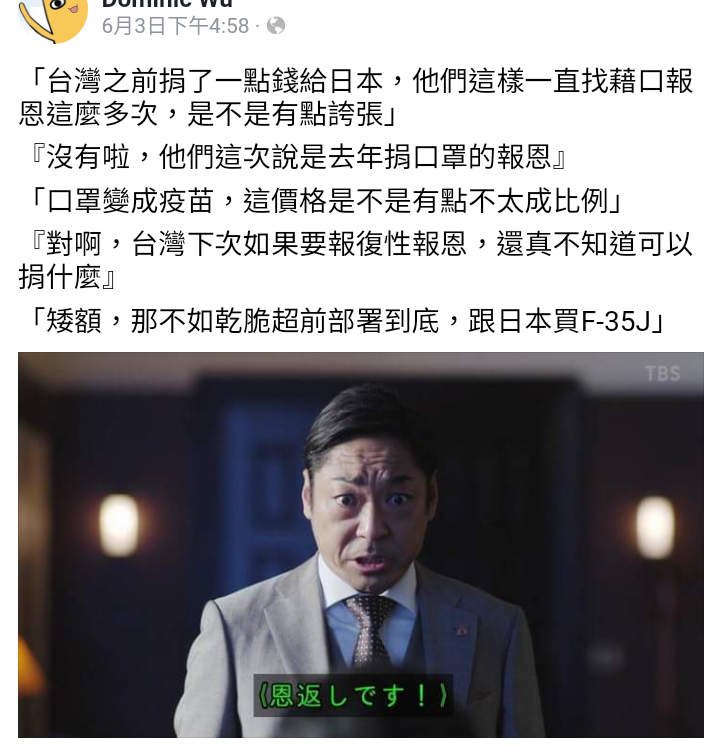 Dominic Wu
6月3日下午4:58 ·
「台灣之前捐了一點錢給日本，他們這樣一直找藉口報
恩這麼多次，是不是有點誇張」
『沒有啦，他們這次說是去年捐口罩的報恩』
「口罩變成疫苗，這價格是不是有點不太成比例」
『對啊，台灣下次如果要報復性報恩，還真不知道可以
捐什麼』
「矮額，那不如乾脆超前部署到底，跟日本買F-35J」
TBS
(恩返しです！)